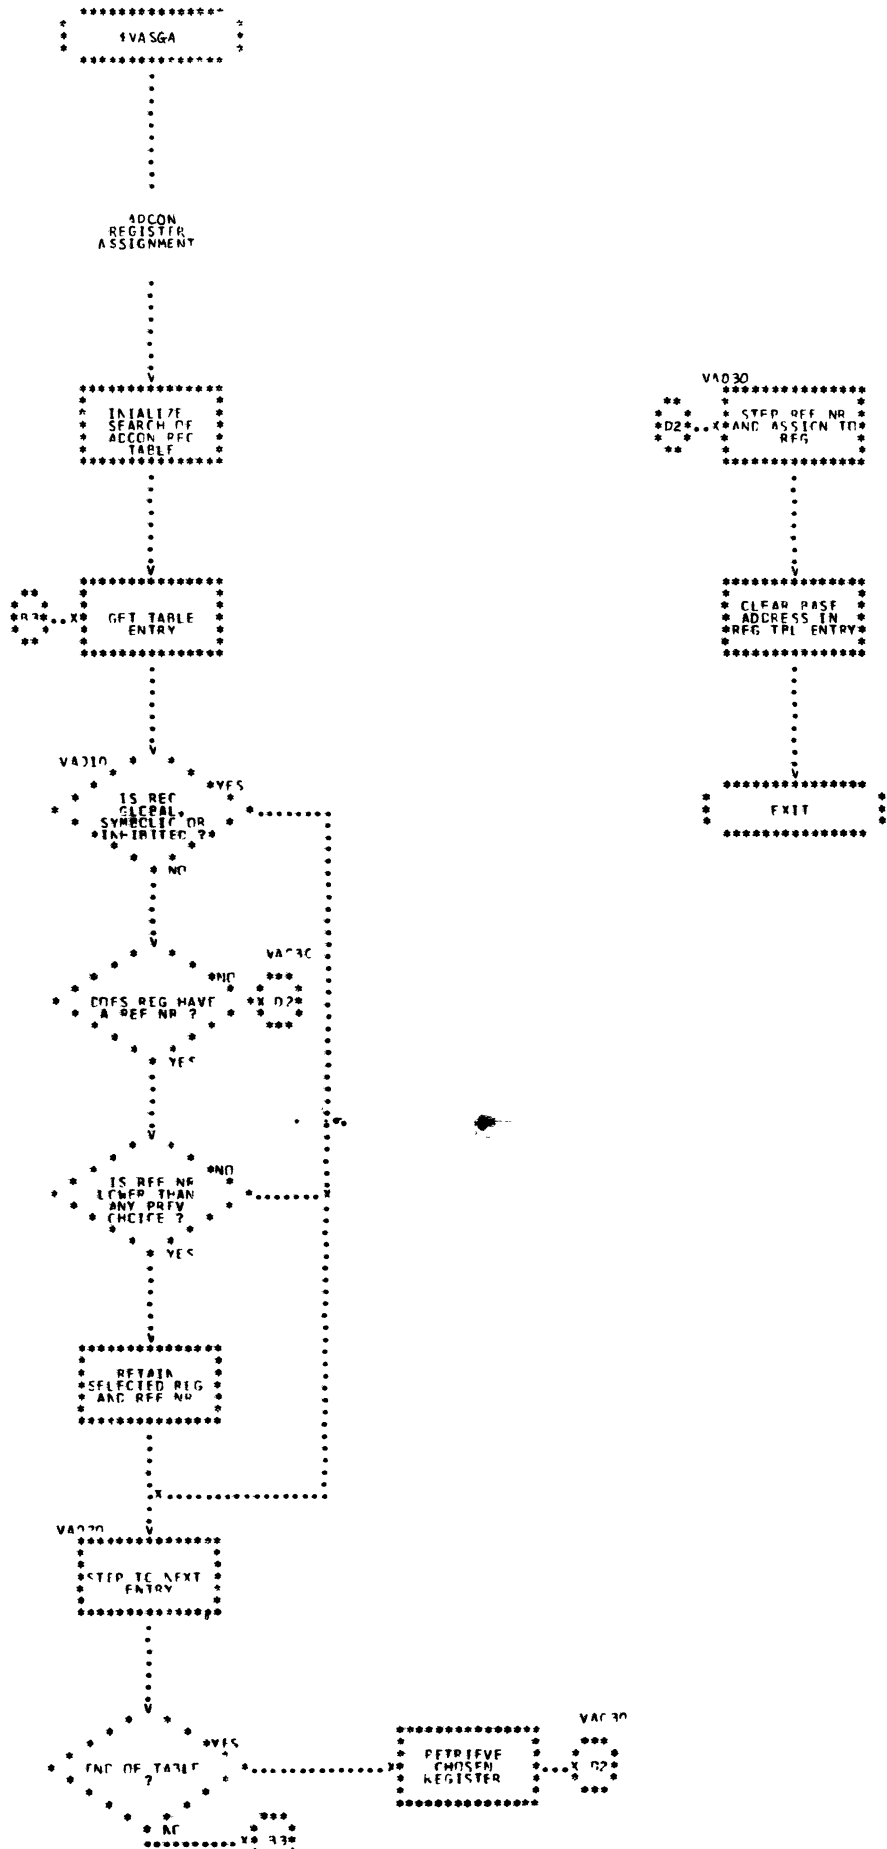 VASGA
ADCON
REGISTER
ASSIGNMENT
INIALIZE
SEARCH OF
ADCON REG
TABLE
B3
GET TABLE
ENTRY
VA010
YES
IS REG
GLOBAL,
SYMBOLIC OR
INHIBITED ?
NO
VA030
NO
DOES REG HAVE
A REF NR ?
D2
YES
NO
IS REF NR
LOWER THAN
ANY PREV
CHOICE ?
YES
RETAIN
SELECTED REG
AND REF NR
VA020
STEP TO NEXT
ENTRY
YES
END OF TABLE
?
NO
B3
RETRIEVE
CHOSEN
REGISTER
VA030
D2
VA030
D2
STEP REF NR
AND ASSIGN TO
REG
CLEAR BASE
ADDRESS IN
REG TBL ENTRY
EXIT